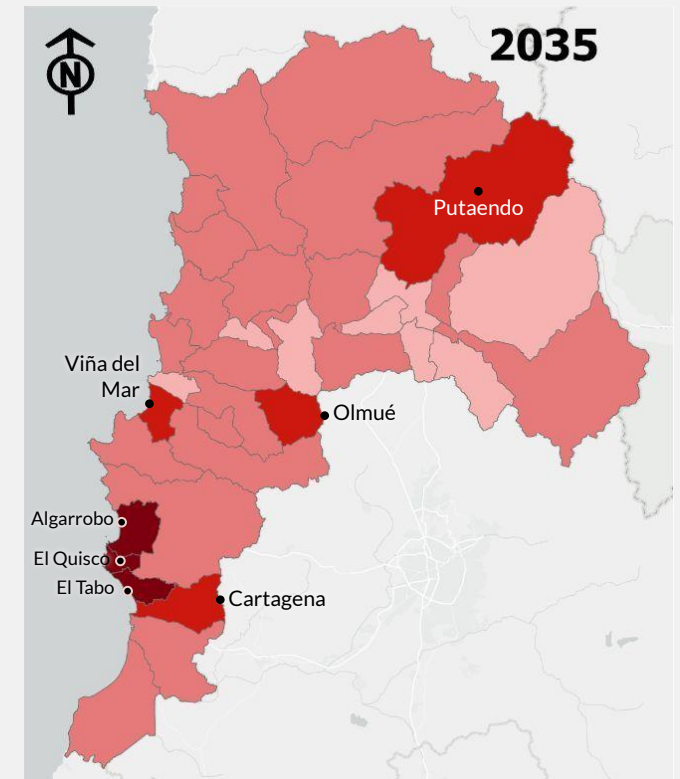 N
2035
Putaendo
Viña del
Mar
Olmué
Algarrobo
El Quisco
El Tabo
Cartagena